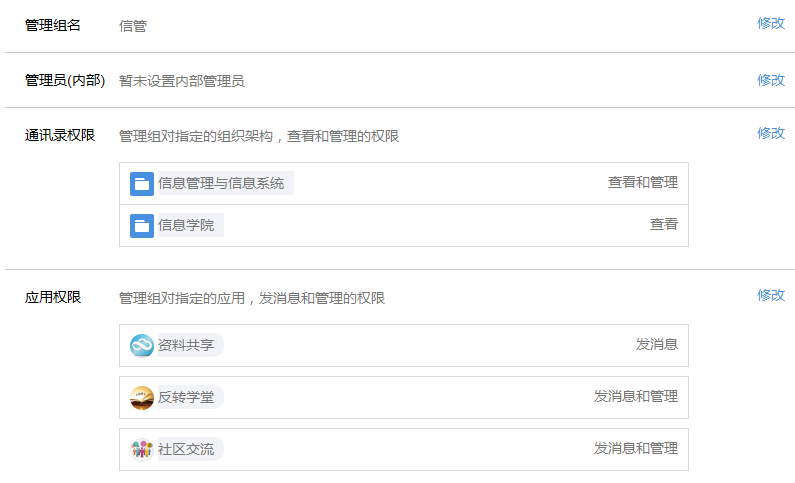 管理组名 信管 修改
管理员(内部) 暂未设置内部管理员 修改
通讯录权限 管理组对指定的组织架构，查看和管理的权限 修改
信息管理与信息系统 查看和管理
信息学院 查看
应用权限 管理组对指定的应用，发消息和管理的权限 修改
资料共享 发消息
反转学堂 发消息和管理
社区交流 发消息和管理